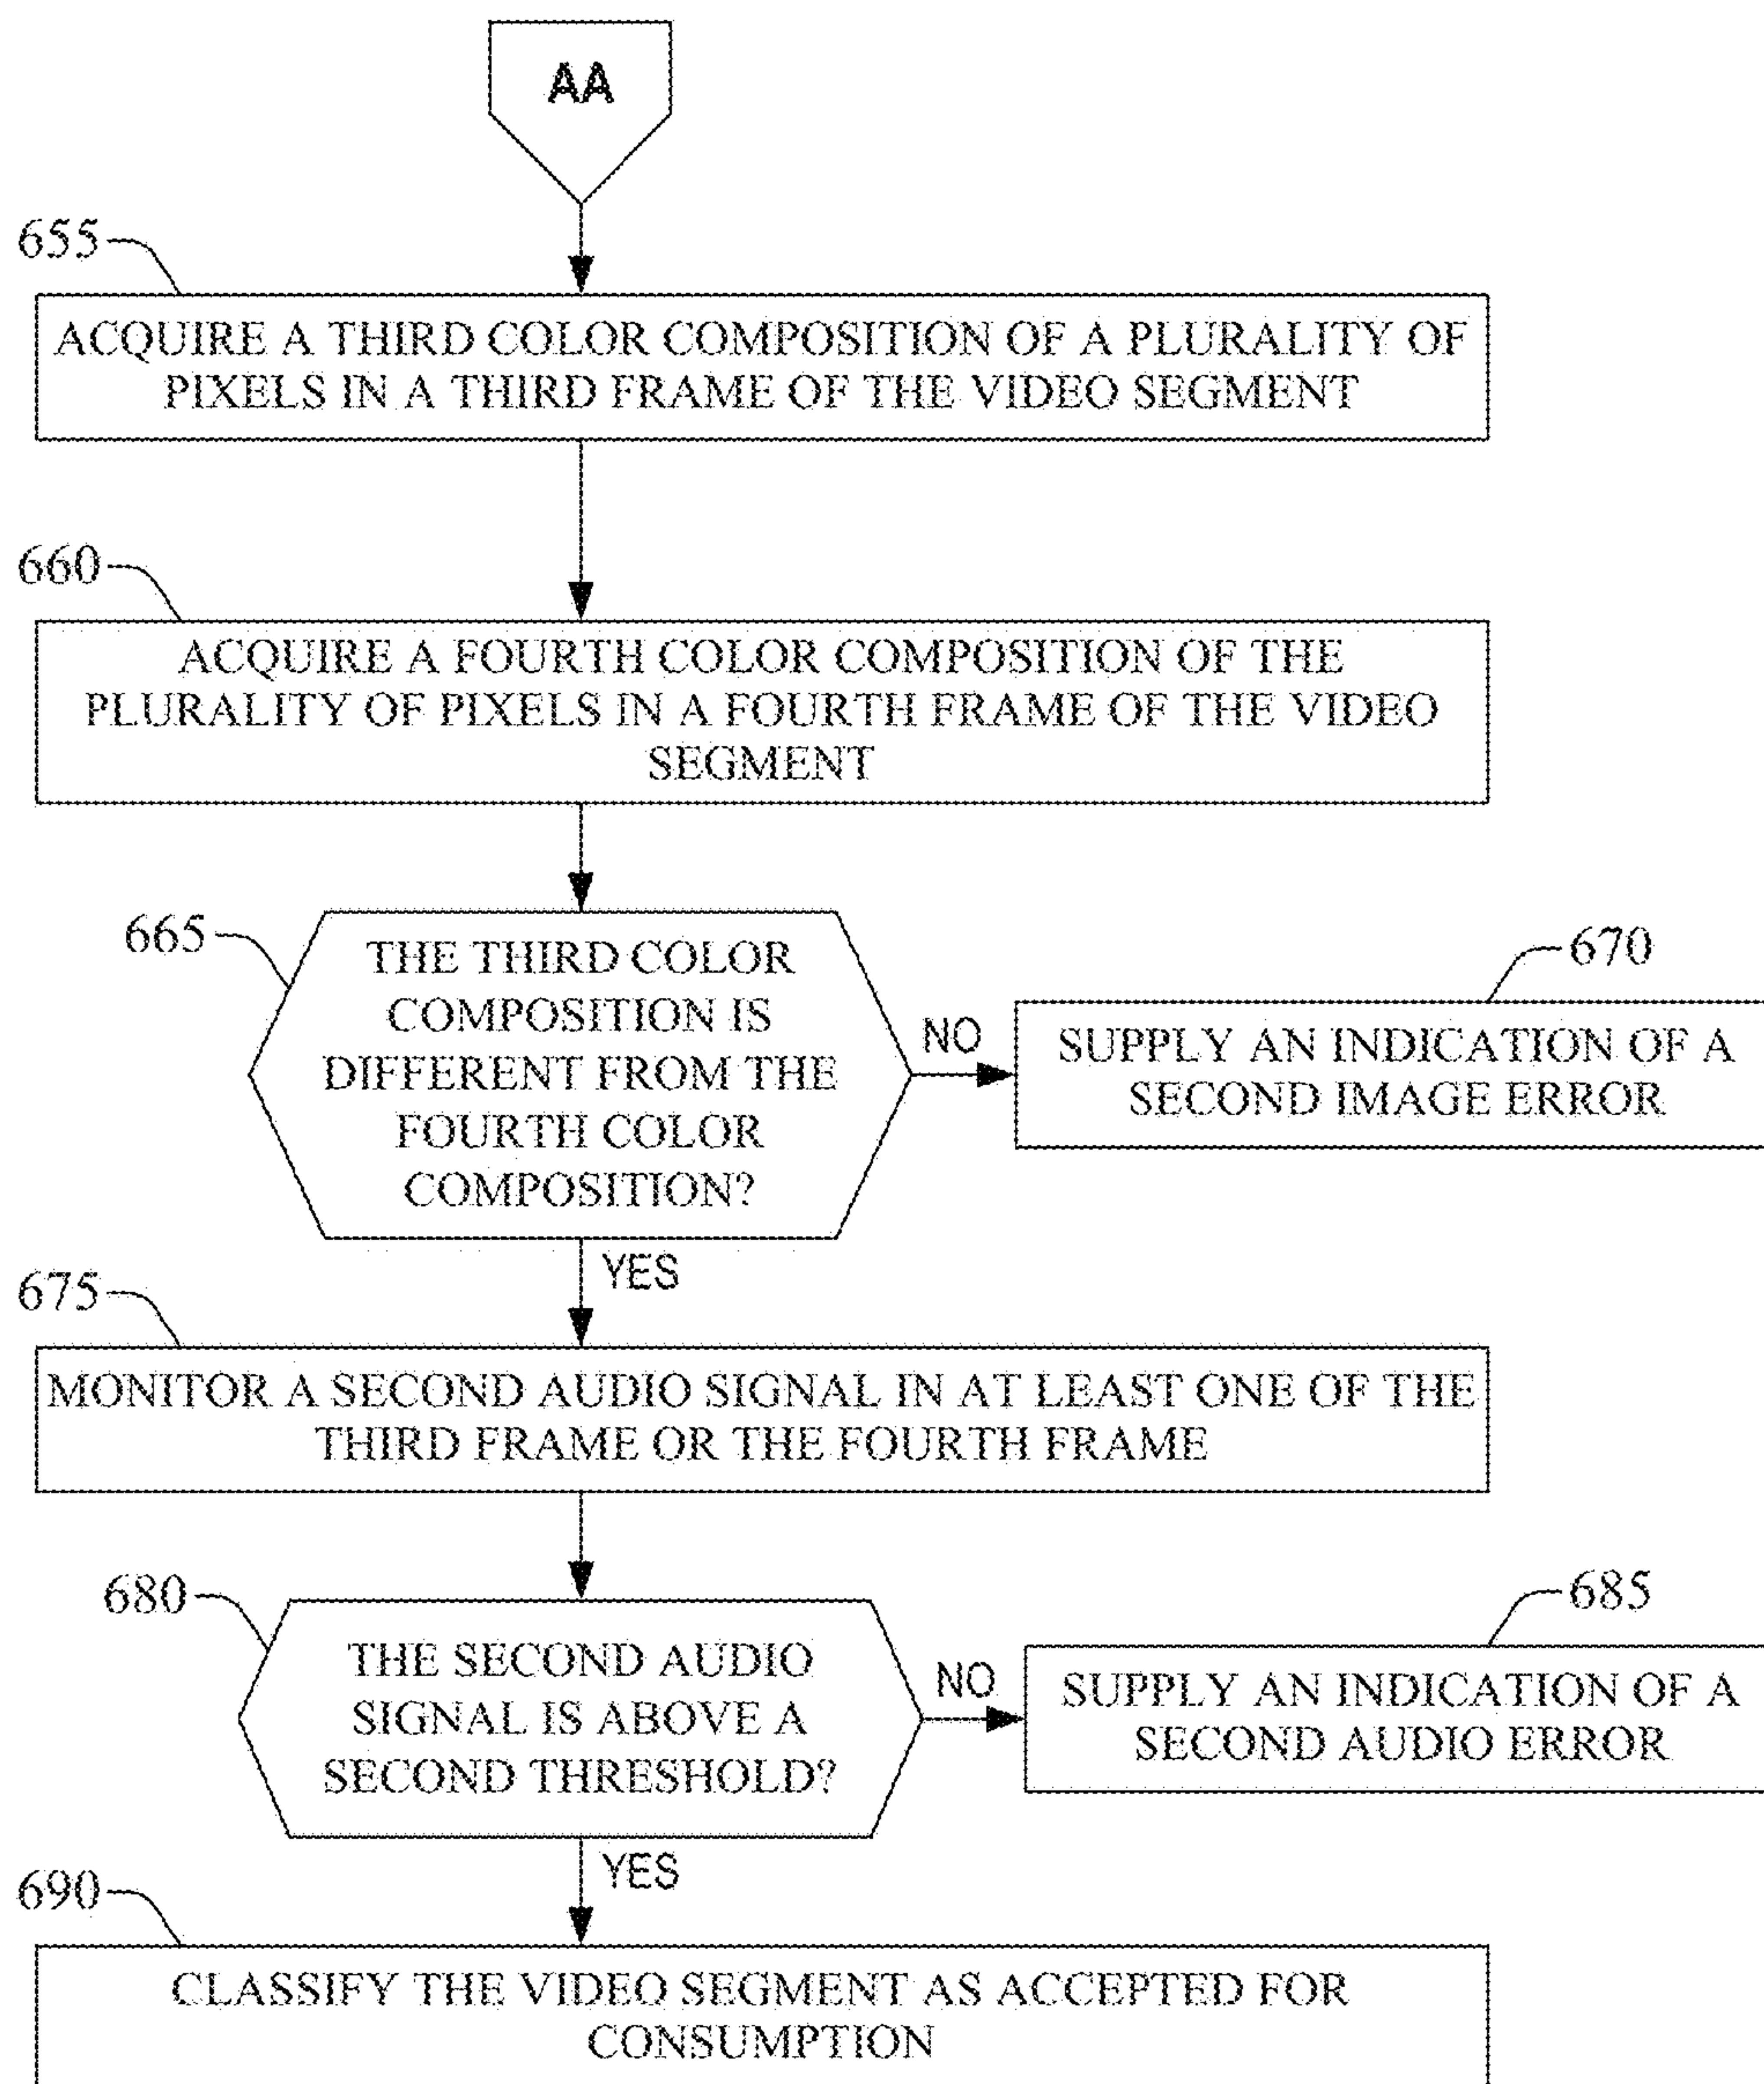 AA
655
ACQUIRE A THIRD COLOR COMPOSITION OF A PLURALITY OF
PIXELS IN A THIRD FRAME OF THE VIDEO SEGMENT
660
ACQUIRE A FOURTH COLOR COMPOSITION OF THE
PLURALITY OF PIXELS IN A FOURTH FRAME OF THE VIDEO
SEGMENT
665
THE THIRD COLOR
COMPOSITION IS
DIFFERENT FROM THE
FOURTH COLOR
COMPOSITION?
NO
670
SUPPLY AN INDICATION OF A
SECOND IMAGE ERROR
YES
675
MONITOR A SECOND AUDIO SIGNAL IN AT LEAST ONE OF THE
THIRD FRAME OR THE FOURTH FRAME
680
THE SECOND AUDIO
SIGNAL IS ABOVE A
SECOND THRESHOLD?
NO
685
SUPPLY AN INDICATION OF A
SECOND AUDIO ERROR
YES
690
CLASSIFY THE VIDEO SEGMENT AS ACCEPTED FOR
CONSUMPTION